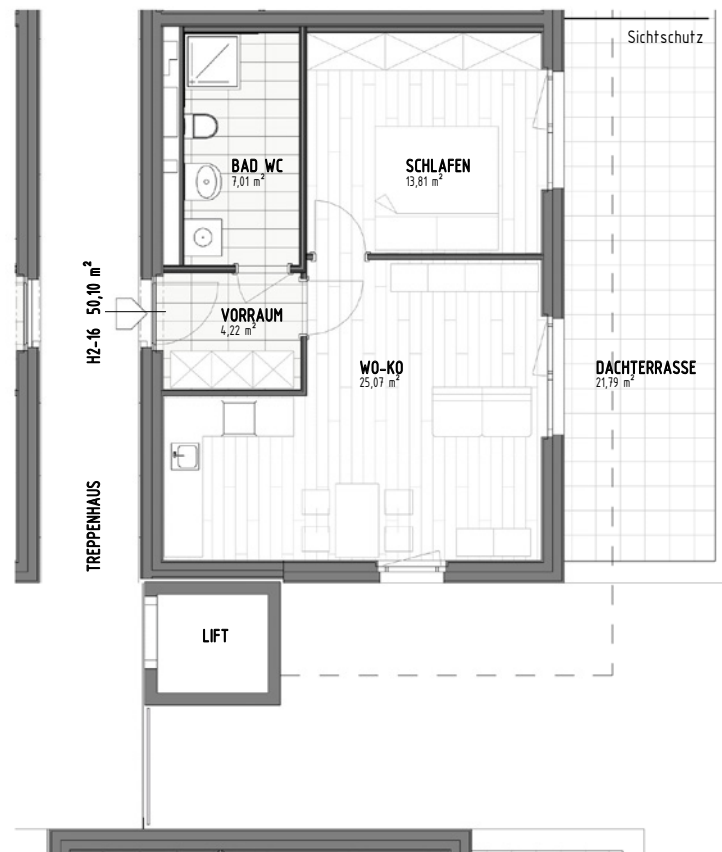 Sichtschutz
BAD WC
7,01 m²
SCHLAFEN
13,81 m²
H2-16 50,10 m²
VORRAUM
4,22 m²
WO-KO
25,07 m²
DACHTERRASSE
21,79 m²
TREPPENHAUS
LIFT